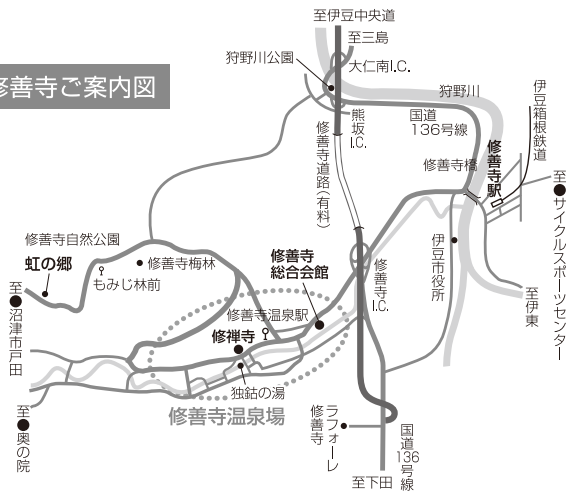 修善寺ご案内図
至伊豆中央道
至三島
狩野川公園
大仁南I.C.
狩野川
熊坂I.C.
国道
136号線
伊豆箱根鉄道
修善寺道路(有料)
修善寺橋
修善寺駅
至●サイクルスポーツセンター
修善寺自然公園
虹の郷
修善寺梅林
もみじ林前
修善寺
総合会館
修善寺I.C.
伊豆市役所
至●沼津市戸田
修善寺温泉駅
修禅寺
至伊東
独鈷の湯
修善寺温泉場
至●奥の院
ラフォーレ
修善寺
国道136号線
至下田